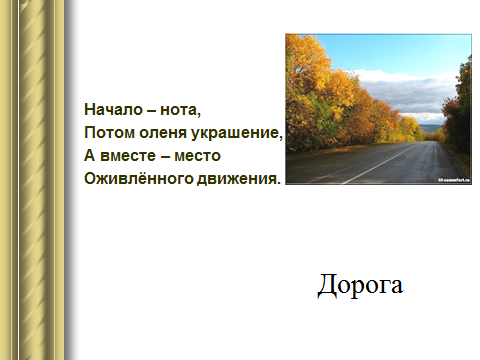 Начало – нота,
Потом оленя украшение,
А вместе – место
Оживлённого движения.
Дорога